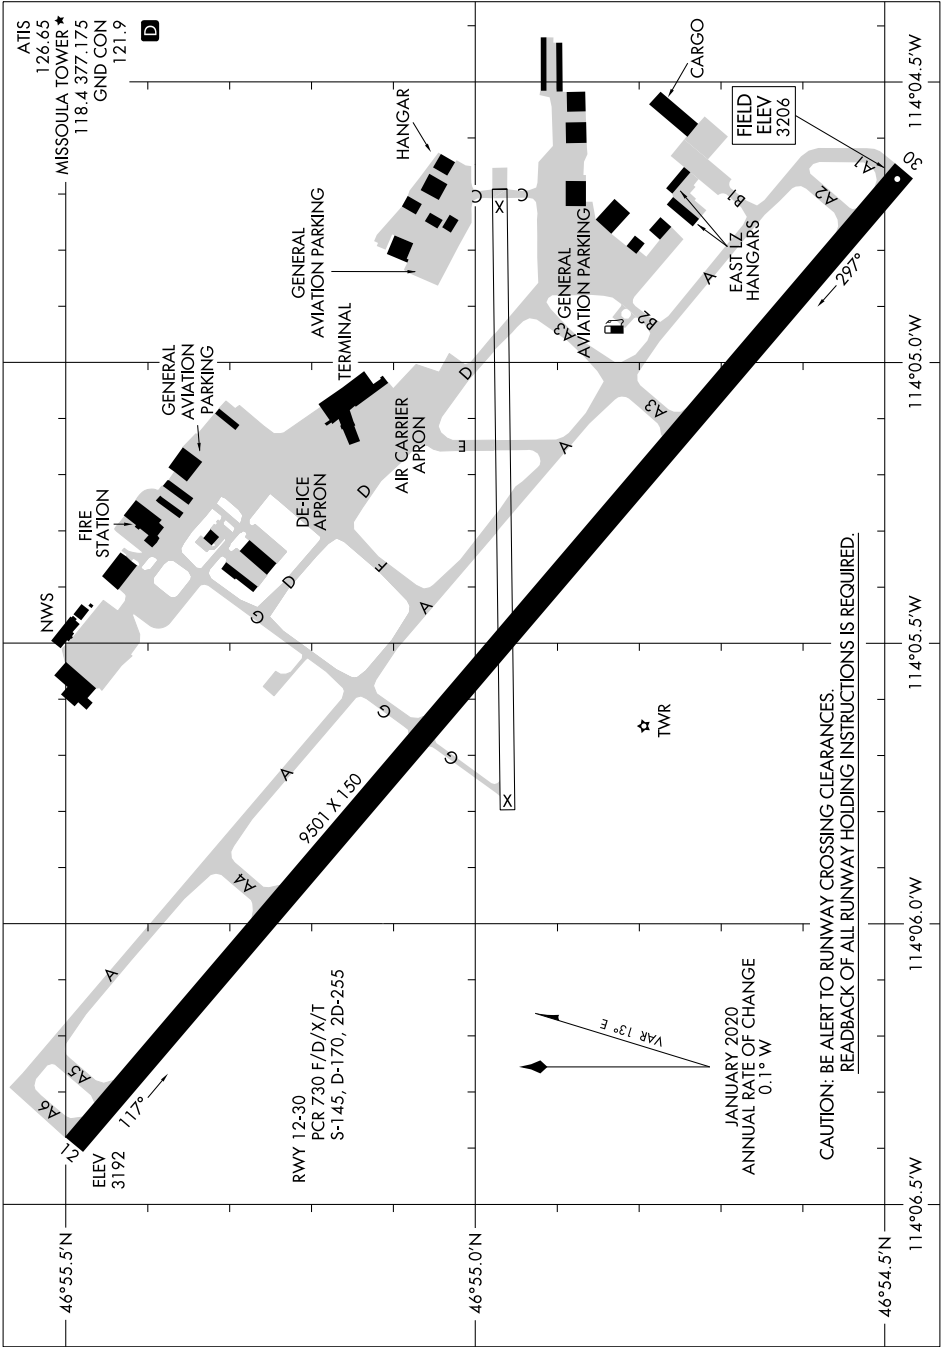 ATIS
126.65
MISSOULA TOWER★
118.4 377.175
GND CON
121.9
D
HANGAR
GENERAL
AVIATION PARKING
TERMINAL
GENERAL
AVIATION
PARKING
FIRE
STATION
NWS
DE-ICE
APRON
AIR CARRIER
APRON
CARGO
FIELD
ELEV
3206
GENERAL
AVIATION PARKING
EAST LZ
HANGARS
C
C
X
X
A1
A2
30
B1
B2
A
A3
A3
D
E
A
D
F
D
G
A
G
G
A
A4
A
A5
A6
12
117°
297°
9501 X 150
ELEV
3192
TWR
RWY 12-30
PCR 730 F/D/X/T
S-145, D-170, 2D-255
VAR 13° E
JANUARY 2020
ANNUAL RATE OF CHANGE
0.1° W
CAUTION: BE ALERT TO RUNWAY CROSSING CLEARANCES.
READBACK OF ALL RUNWAY HOLDING INSTRUCTIONS IS REQUIRED.
46°55.5'N
46°55.0'N
46°54.5'N
114°06.5'W
114°06.0'W
114°05.5'W
114°05.0'W
114°04.5'W